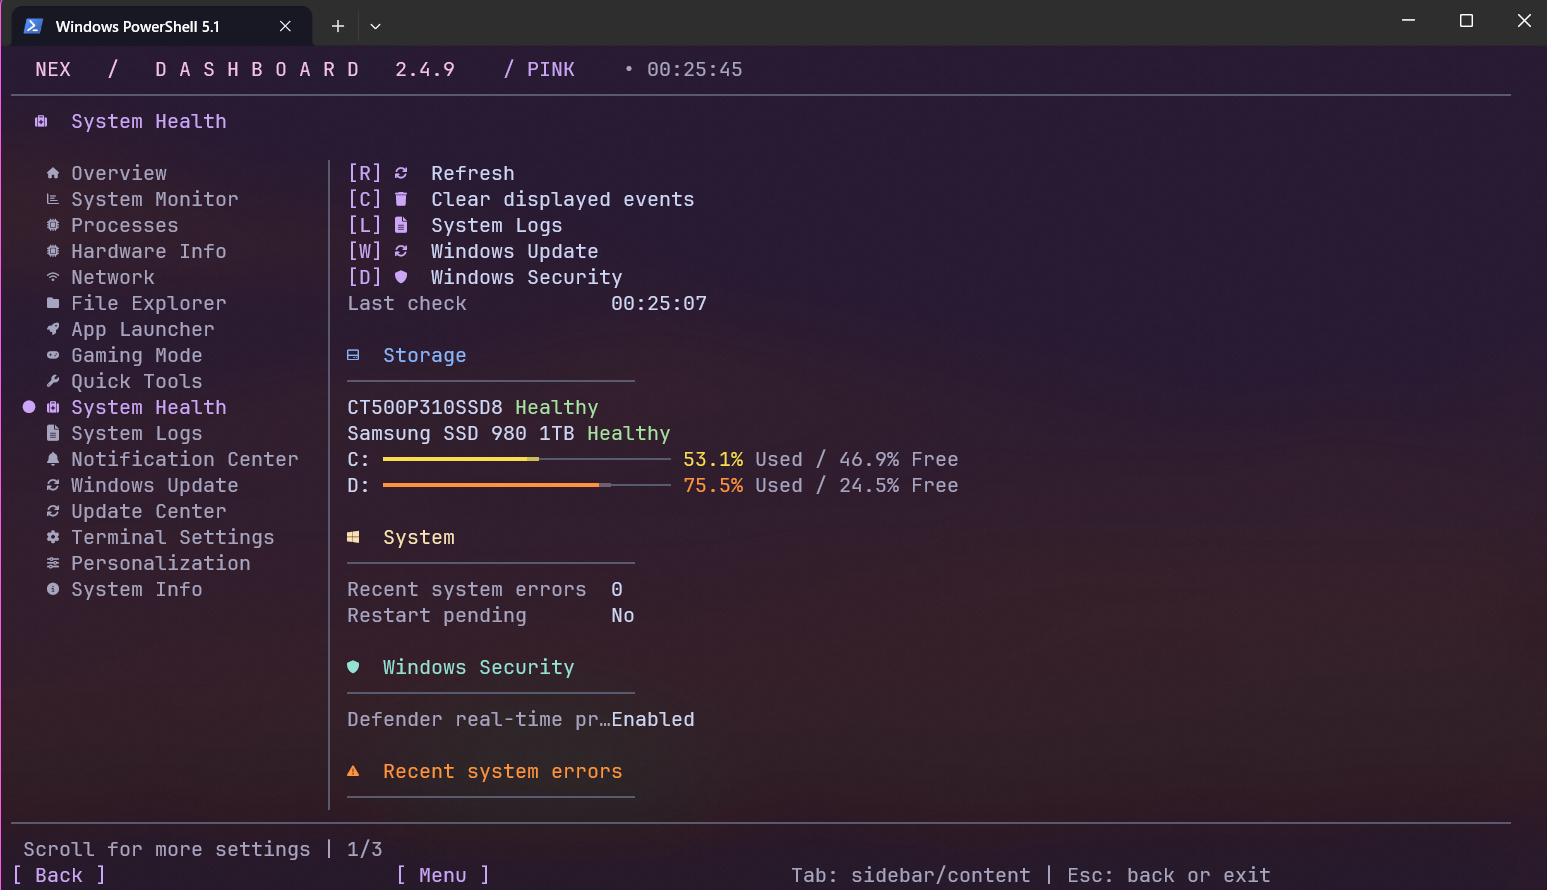 Windows PowerShell 5.1
NEX / D A S H B O A R D 2.4.9 / PINK • 00:25:45
System Health
Overview
System Monitor
Processes
Hardware Info
Network
File Explorer
App Launcher
Gaming Mode
Quick Tools
System Health
System Logs
Notification Center
Windows Update
Update Center
Terminal Settings
Personalization
System Info
[R] Refresh
[C] Clear displayed events
[L] System Logs
[W] Windows Update
[D] Windows Security
Last check 00:25:07
Storage
CT500P310SSD8 Healthy
Samsung SSD 980 1TB Healthy
C: 53.1% Used / 46.9% Free
D: 75.5% Used / 24.5% Free
System
Recent system errors 0
Restart pending No
Windows Security
Defender real-time pr…Enabled
Recent system errors
Scroll for more settings | 1/3
[ Back ] [ Menu ] Tab: sidebar/content | Esc: back or exit